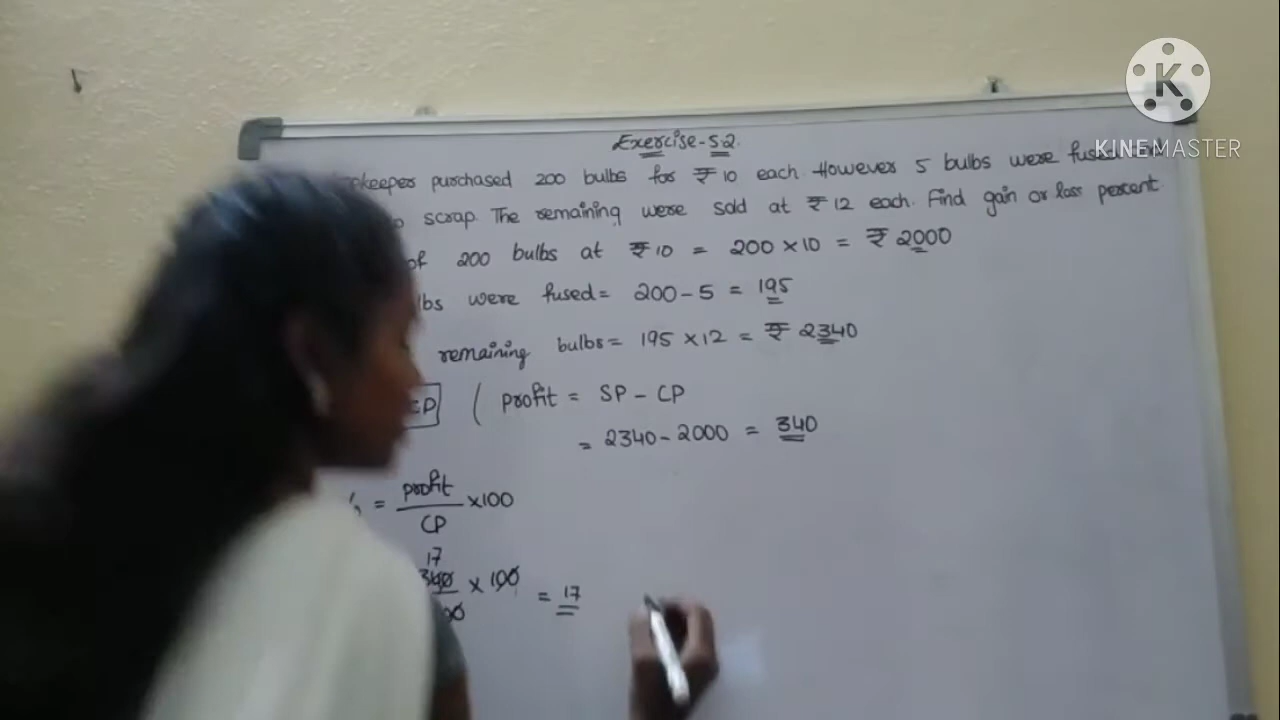 Exercise-5.2.
keeper purchased 200 bulbs for ₹ 10 each. However 5 bulbs were fused
scrap. The remaining were sold at ₹ 12 each. Find gain or loss percent
of 200 bulbs at ₹ 10 = 200 × 10 = ₹ 2000
lbs were fused = 200 - 5 = 195
remaining bulbs = 195 × 12 = ₹ 2340
( profit = SP - CP
= 2340 - 2000 = 340
= profit / CP × 100
17
340 × 100 = 17
K
KINEMASTER